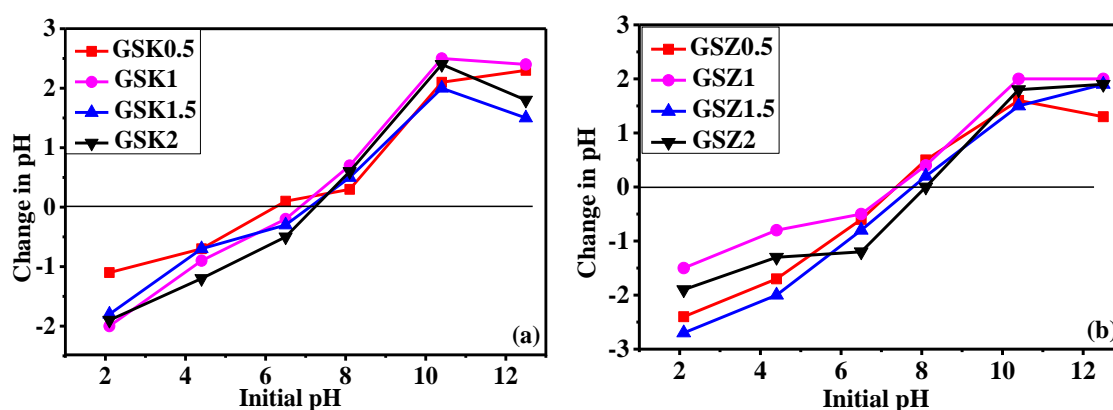 3
2
1
0
-1
-2
Change in pH
GSK0.5
GSK1
GSK1.5
GSK2
(a)
2 4 6 8 10 12
Initial pH
3
2
1
0
-1
-2
-3
Change in pH
GSZ0.5
GSZ1
GSZ1.5
GSZ2
(b)
2 4 6 8 10 12
Initial pH